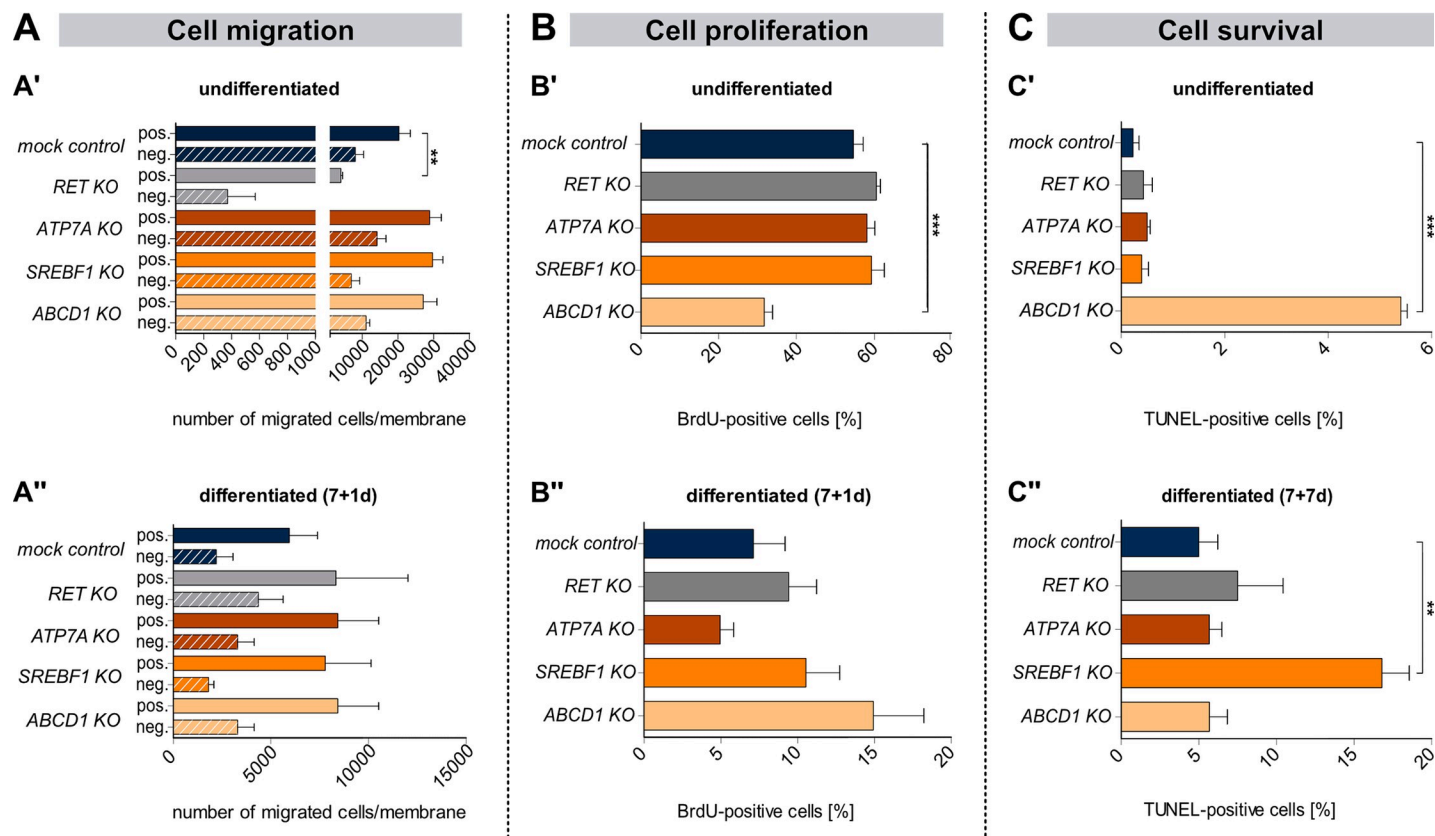 A Cell migration
A' undifferentiated
mock control pos.
neg.
RET KO pos.
neg.
ATP7A KO pos.
neg.
SREBF1 KO pos.
neg.
ABCD1 KO pos.
neg.
**
0 200 400 600 800 1000 10000 20000 30000 40000
number of migrated cells/membrane
A" differentiated (7+1d)
mock control pos.
neg.
RET KO pos.
neg.
ATP7A KO pos.
neg.
SREBF1 KO pos.
neg.
ABCD1 KO pos.
neg.
0 5000 10000 15000
number of migrated cells/membrane
B Cell proliferation
B' undifferentiated
mock control
RET KO
ATP7A KO
SREBF1 KO
ABCD1 KO
***
0 20 40 60 80
BrdU-positive cells [%]
B" differentiated (7+1d)
mock control
RET KO
ATP7A KO
SREBF1 KO
ABCD1 KO
0 5 10 15 20
BrdU-positive cells [%]
C Cell survival
C' undifferentiated
mock control
RET KO
ATP7A KO
SREBF1 KO
ABCD1 KO
***
0 2 4 6
TUNEL-positive cells [%]
C" differentiated (7+7d)
mock control
RET KO
ATP7A KO
SREBF1 KO
ABCD1 KO
**
0 5 10 15 20
TUNEL-positive cells [%]